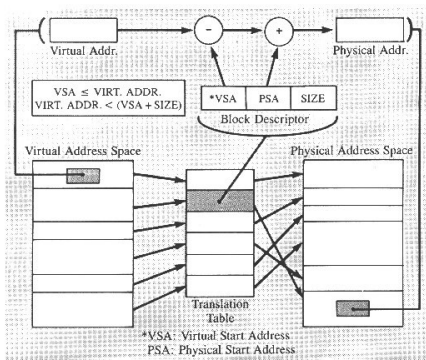 Virtual Addr.
Physical Addr.
VSA ≤ VIRT. ADDR.
VIRT. ADDR. < (VSA + SIZE)
*VSA PSA SIZE
Block Descriptor
Virtual Address Space
Physical Address Space
Translation
Table
*VSA: Virtual Start Address
PSA: Physical Start Address